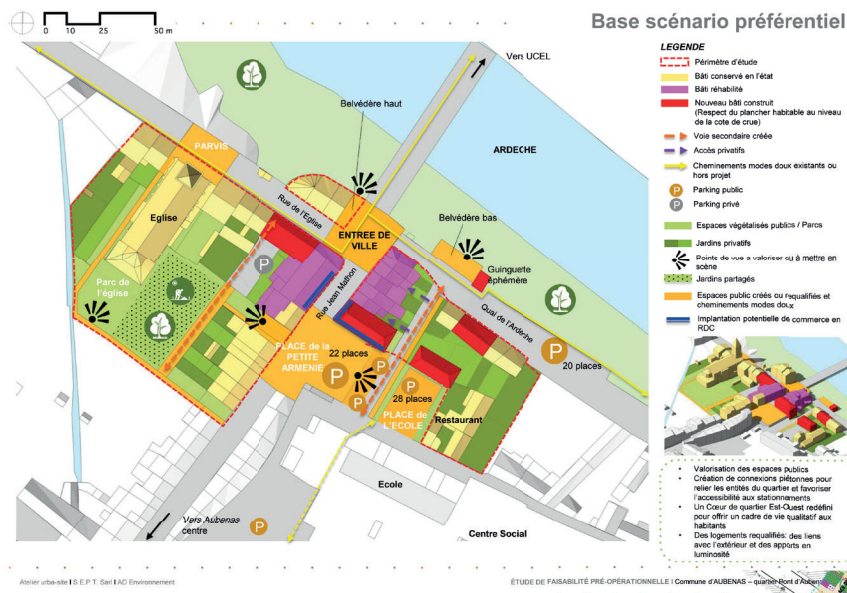 Base scénario préférentiel
0 10 25 50 m
Vers UCEL
Belvédère haut
ARDECHE
PARVIS
Rue de l'Eglise
Eglise
ENTREE DE
VILLE
Belvédère bas
Guinguette
éphémère
Parc de
l'église
P
Rue Jean Mathon
Quai de l'Ardèche
PLACE de la
PETITE
ARMENIE
22 places
P
P
P
P
P
28 places
P
20 places
PLACE de
L'ECOLE
Restaurant
Ecole
Vers Aubenas
centre
P
Centre Social
LEGENDE
Périmètre d'étude
Bâti conservé en l'état
Bâti réhabilité
Nouveau bâti construit
(Respect du plancher habitable au niveau
de la cote de crue)
Voie secondaire créée
Accès privatifs
Cheminements modes doux existants ou
hors projet
P Parking public
P Parking privé
Espaces végétalisés publics / Parcs
Jardins privatifs
Points de vue à valoriser ou à mettre en
scène
Jardins partagés
Espaces public créés ou requalifiés et
cheminements modes doux
Implantation potentielle de commerce en
RDC
• Valorisation des espaces publics
• Création de connexions piétonnes pour
relier les entités du quartier et favoriser
l'accessibilité aux stationnements
• Un Cœur de quartier Est-Ouest redéfini
pour offrir un cadre de vie qualitatif aux
habitants
• Des logements requalifiés: des liens
avec l'extérieur et des apports en
luminosité
Atelier urba-site I S.E.P.T. Sarl I AD Environnement
ÉTUDE DE FAISABILITÉ PRÉ-OPÉRATIONNELLE I Commune d'AUBENAS – quartier Pont d'Aubenas